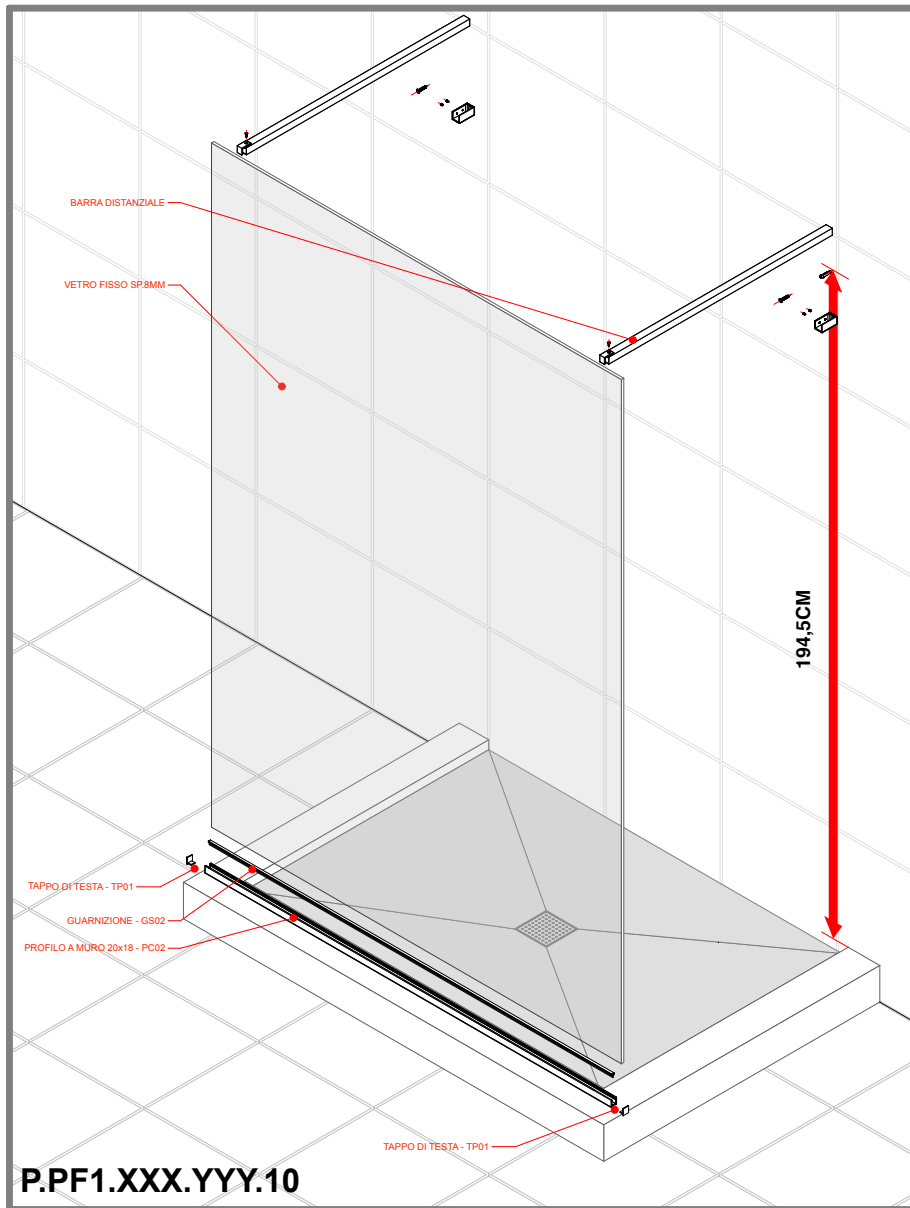 BARRA DISTANZIALE
VETRO FISSO SP.8MM
194,5CM
TAPPO DI TESTA - TP01
GUARNIZIONE - GS02
PROFILO A MURO 20x18 - PC02
TAPPO DI TESTA - TP01
P.PF1.XXX.YYY.10